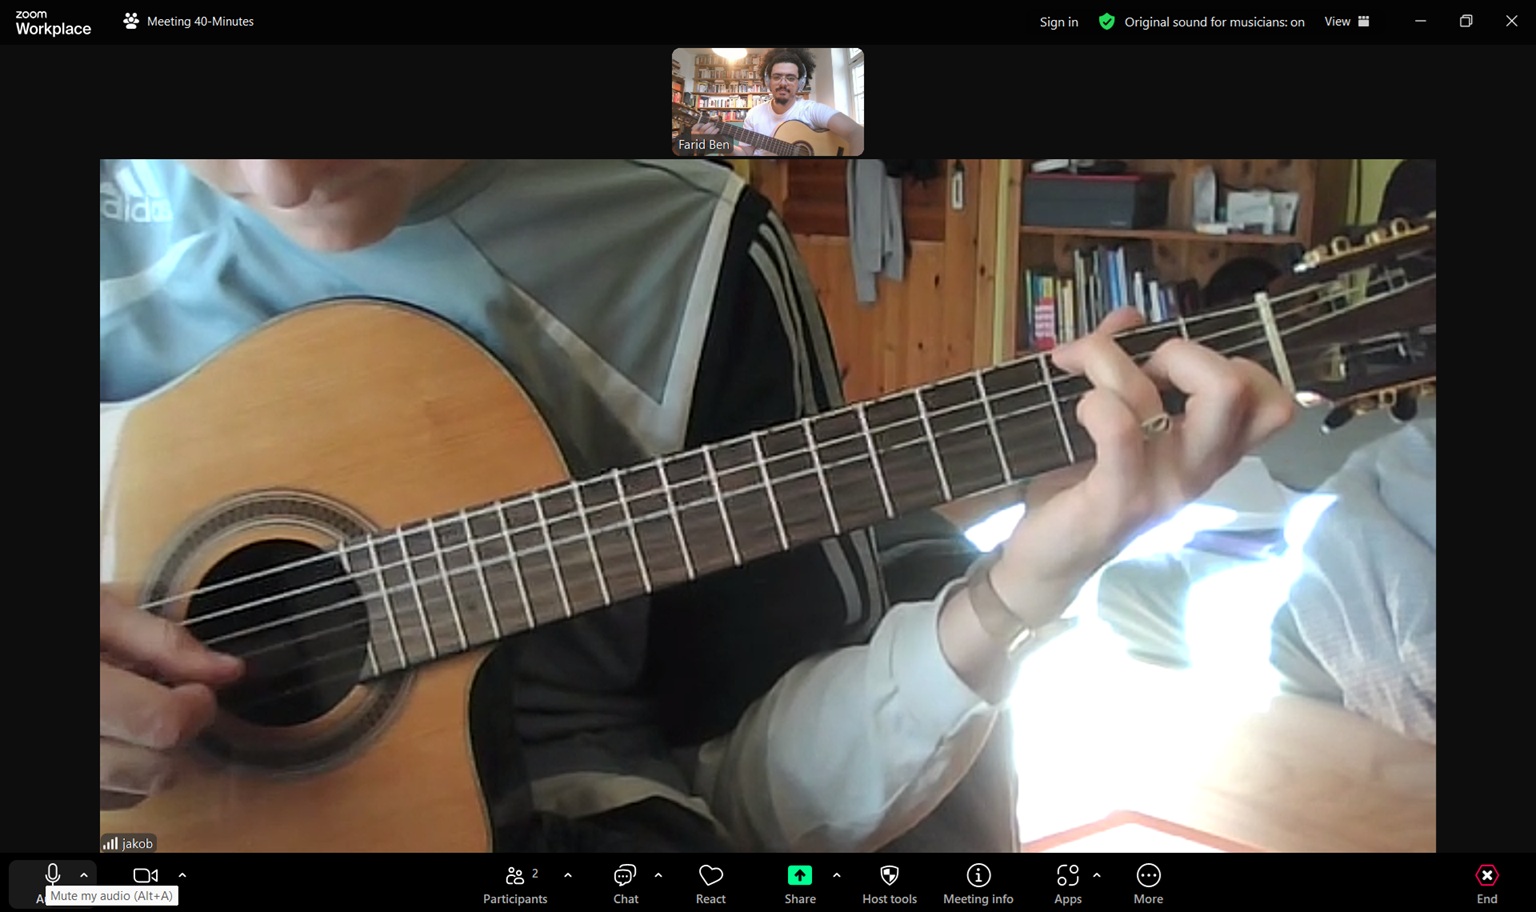 zoom
Workplace
Meeting 40-Minutes
Sign in
Original sound for musicians: on
View
Farid Ben
adidas
jakob
Mute my audio (Alt+A)
2
Participants
Chat
React
Share
Host tools
Meeting info
Apps
More
End